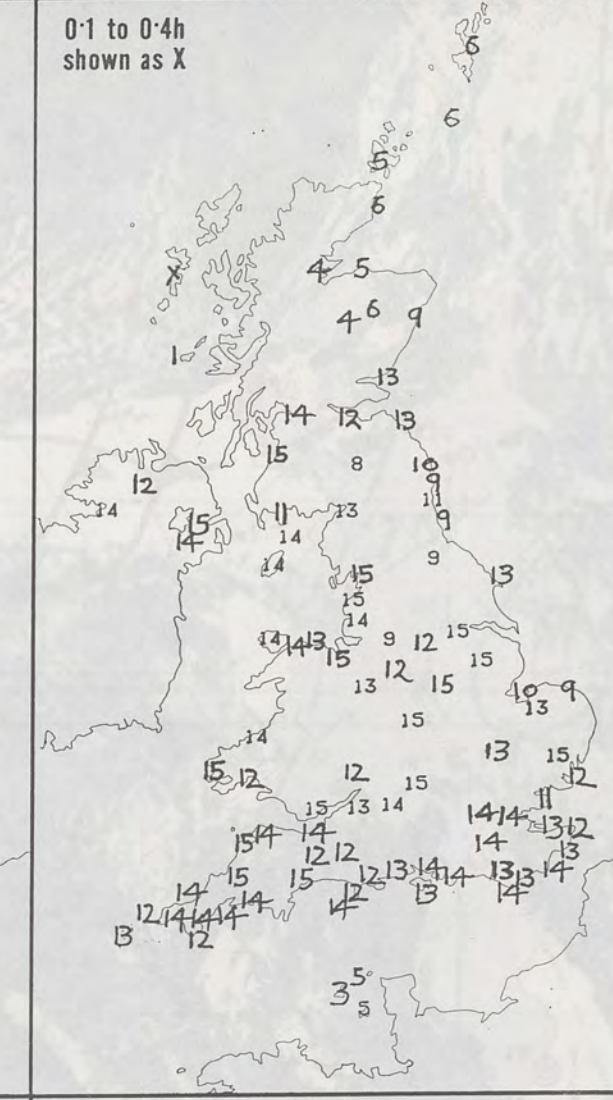 0·1 to 0·4h
shown as X
6
6
5
6
X
4 5
4 6 9
1
13
14 12 13
15 8 10
9
12 11
14 15 11 13 9
14 14
14 9
15 13
15
14
14 14 13 9 12 15
15 12 15
13 15 10 9
13
15
14 13 15
15 12 12 15 12
15 13 14 11
14 14 13 12
15 14 14 14 13
12 12
15 15 12 13 14 14 13 13 14
14 14 12 13 14
12 14 14 14 14
13 12
5
3 5